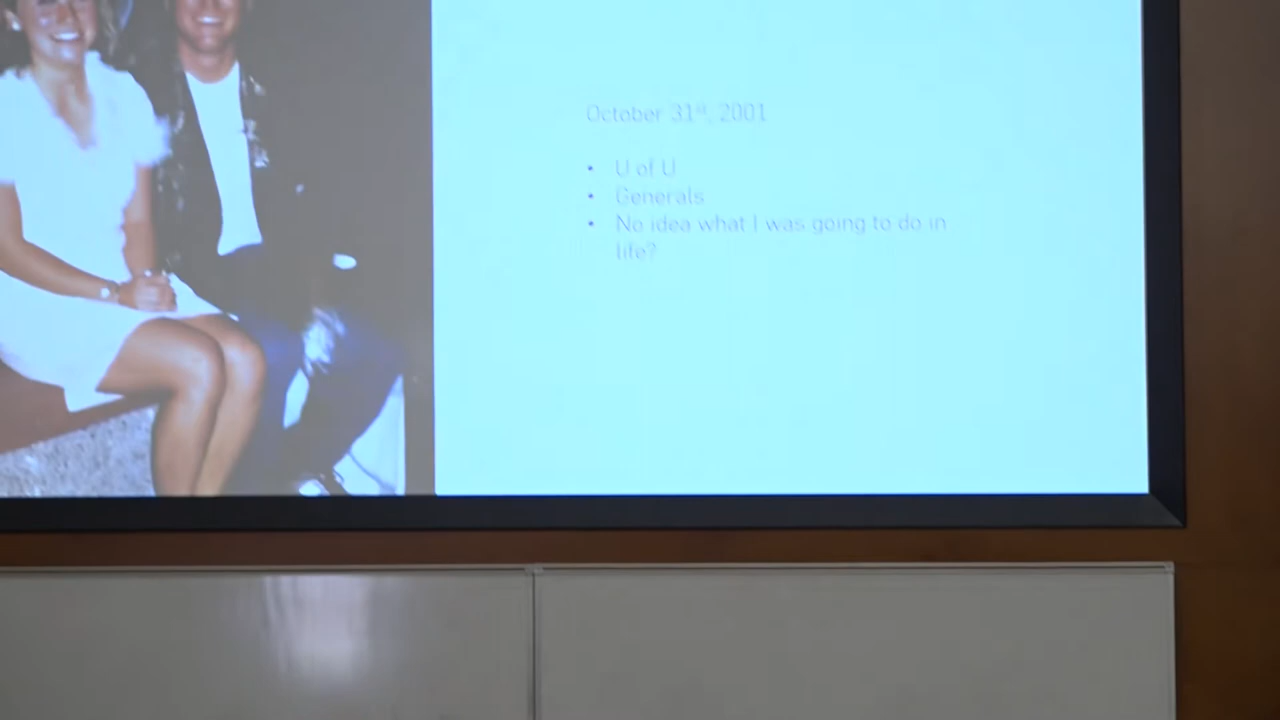 October 31st, 2001
• U of U
• Generals
• No idea what I was going to do in
life?